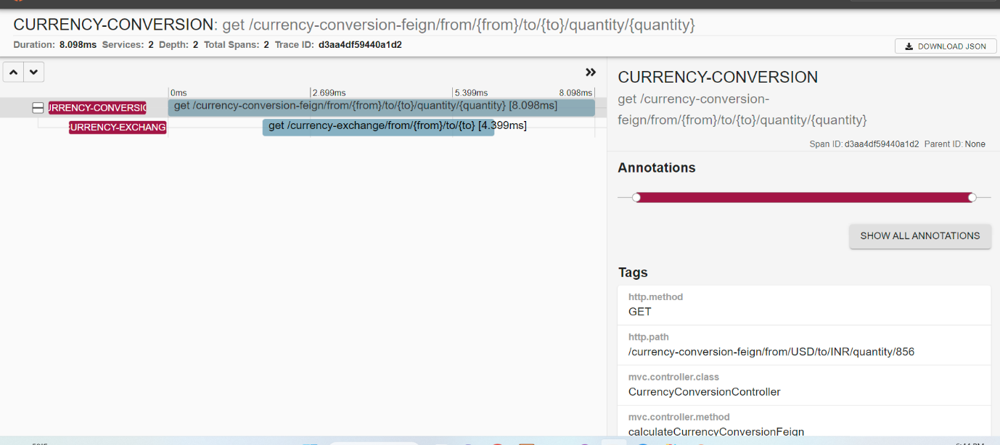 CURRENCY-CONVERSION: get /currency-conversion-feign/from/{from}/to/{to}/quantity/{quantity}
Duration: 8.098ms Services: 2 Depth: 2 Total Spans: 2 Trace ID: d3aa4df59440a1d2
DOWNLOAD JSON
0ms 2.699ms 5.399ms 8.098ms
URRENCY-CONVERSIO get /currency-conversion-feign/from/{from}/to/{to}/quantity/{quantity} [8.098ms]
CURRENCY-EXCHANG get /currency-exchange/from/{from}/to/{to} [4.399ms]
CURRENCY-CONVERSION
get /currency-conversion-
feign/from/{from}/to/{to}/quantity/{quantity}
Span ID: d3aa4df59440a1d2 Parent ID: None
Annotations
SHOW ALL ANNOTATIONS
Tags
http.method
GET
http.path
/currency-conversion-feign/from/USD/to/INR/quantity/856
mvc.controller.class
CurrencyConversionController
mvc.controller.method
calculateCurrencyConversionFeign